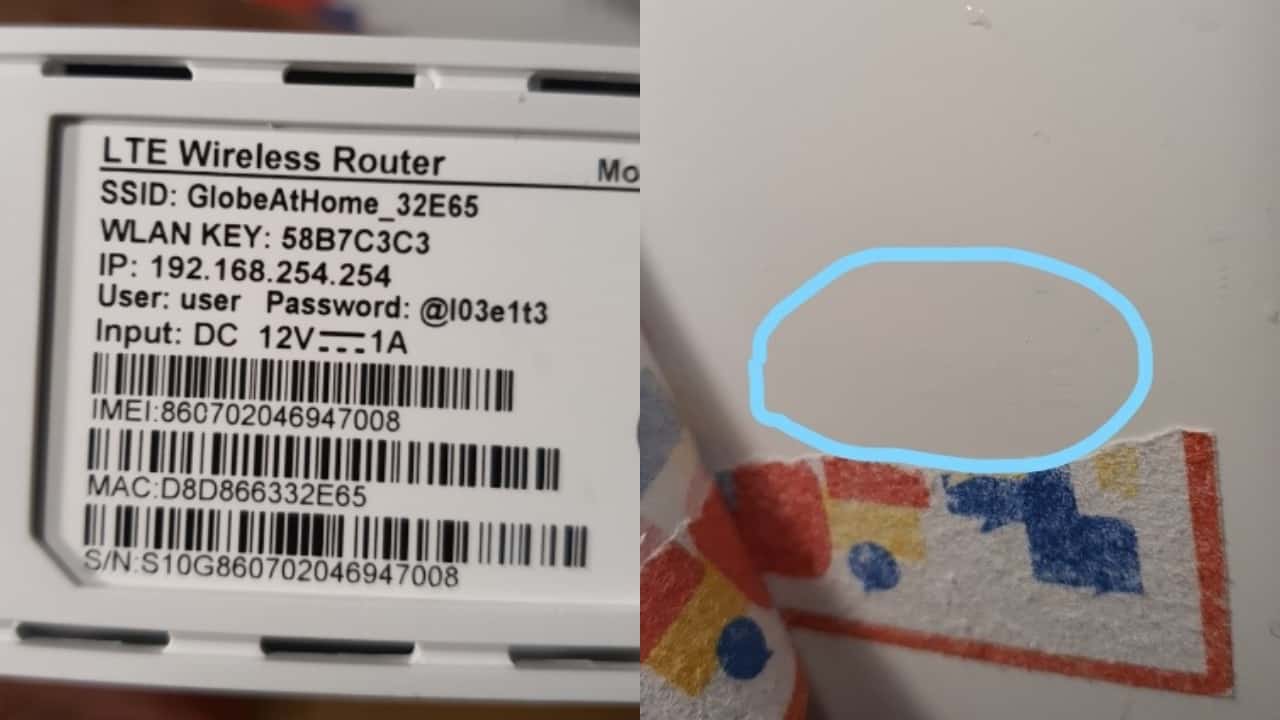 LTE Wireless Router Mo
SSID: GlobeAtHome_32E65
WLAN KEY: 58B7C3C3
IP: 192.168.254.254
User: user Password: @l03e1t3
Input: DC 12V⎓1A
IMEI:860702046947008
MAC:D8D866332E65
S/N:S10G860702046947008